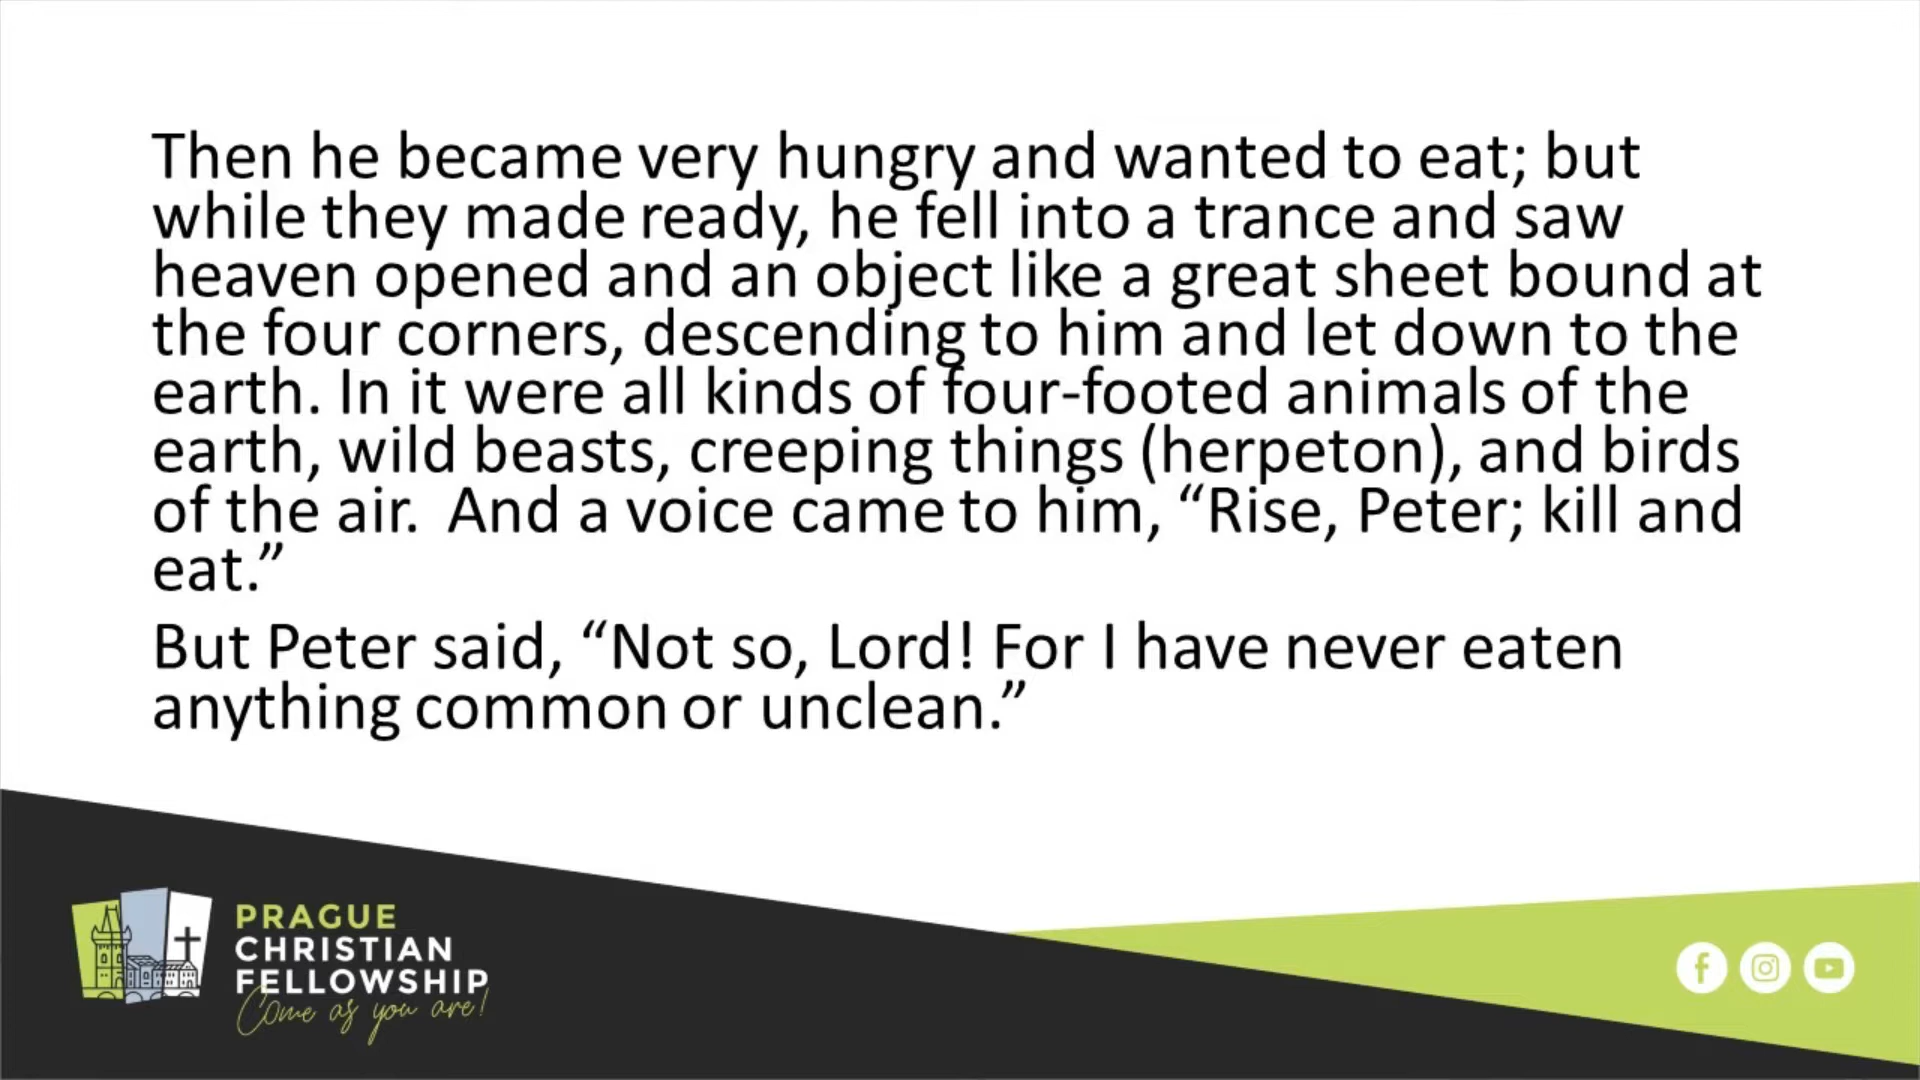 Then he became very hungry and wanted to eat; but
while they made ready, he fell into a trance and saw
heaven opened and an object like a great sheet bound at
the four corners, descending to him and let down to the
earth. In it were all kinds of four-footed animals of the
earth, wild beasts, creeping things (herpeton), and birds
of the air.  And a voice came to him, “Rise, Peter; kill and
eat.”
But Peter said, “Not so, Lord! For I have never eaten
anything common or unclean.”
PRAGUE
CHRISTIAN
FELLOWSHIP
Come as you are!